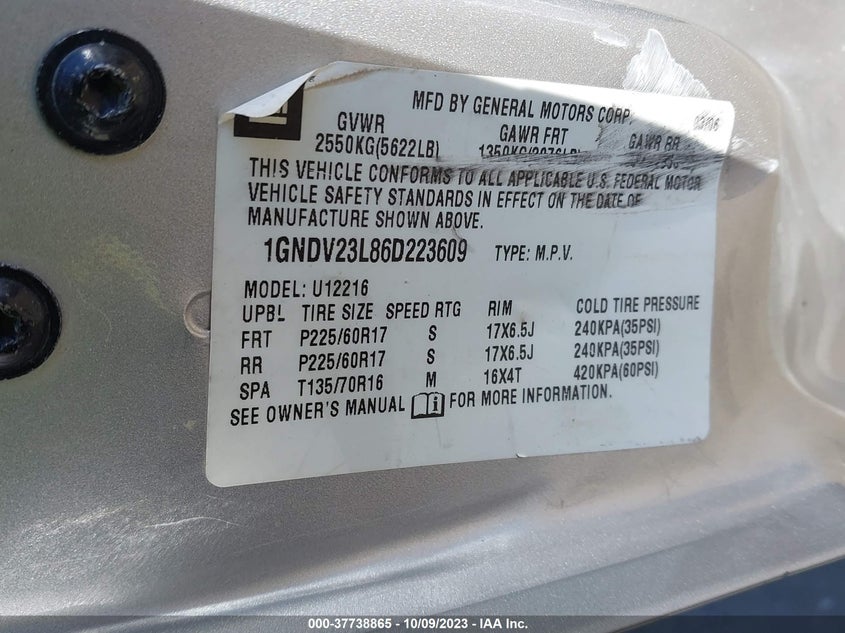 MFD BY GENERAL MOTORS CORP.
03/06
GVWR GAWR FRT GAWR RR
2550KG(5622LB)
THIS VEHICLE CONFORMS TO ALL APPLICABLE U.S. FEDERAL MOTOR
VEHICLE SAFETY STANDARDS IN EFFECT ON THE DATE OF
MANUFACTURE SHOWN ABOVE.
1GNDV23L86D223609 TYPE: M.P.V.
MODEL: U12216
UPBL TIRE SIZE SPEED RTG RIM COLD TIRE PRESSURE
FRT P225/60R17 S 17X6.5J 240KPA(35PSI)
RR P225/60R17 S 17X6.5J 240KPA(35PSI)
SPA T135/70R16 M 16X4T 420KPA(60PSI)
SEE OWNER'S MANUAL FOR MORE INFORMATION.
000-37738865 - 10/09/2023 - IAA Inc.